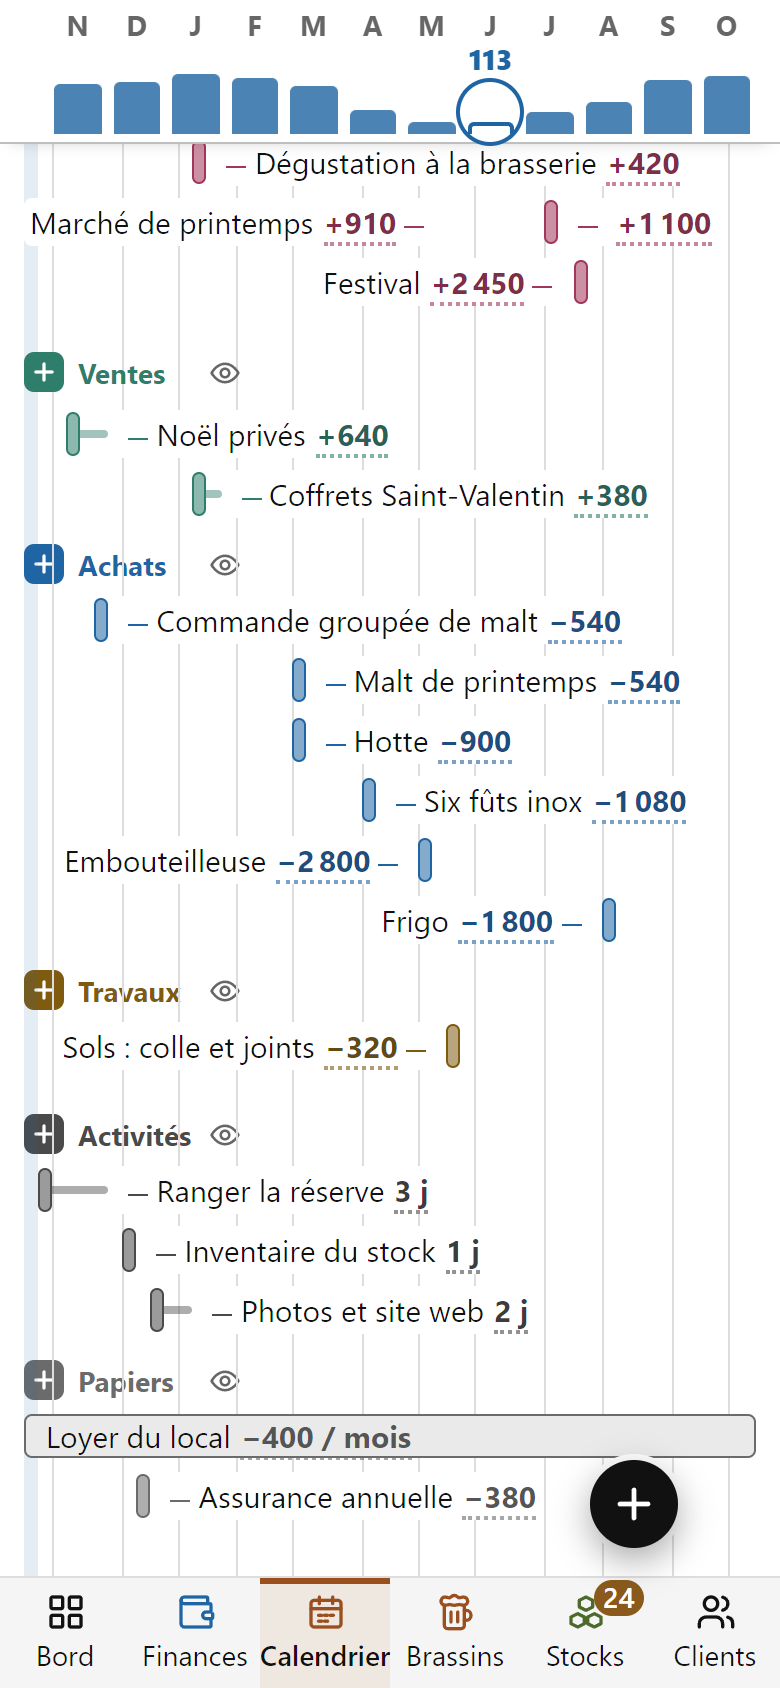 N D J F M A M J J A S O
113
Dégustation à la brasserie +420
Marché de printemps +910 — — +1 100
Festival +2 450 —
Ventes
— Noël privés +640
— Coffrets Saint-Valentin +380
Achats
— Commande groupée de malt −540
— Malt de printemps −540
— Hotte −900
— Six fûts inox −1 080
Embouteilleuse −2 800 —
Frigo −1 800 —
Travaux
Sols : colle et joints −320 —
Activités
— Ranger la réserve 3 j
— Inventaire du stock 1 j
— Photos et site web 2 j
Papiers
Loyer du local −400 / mois
— Assurance annuelle −380
24
Bord Finances Calendrier Brassins Stocks Clients